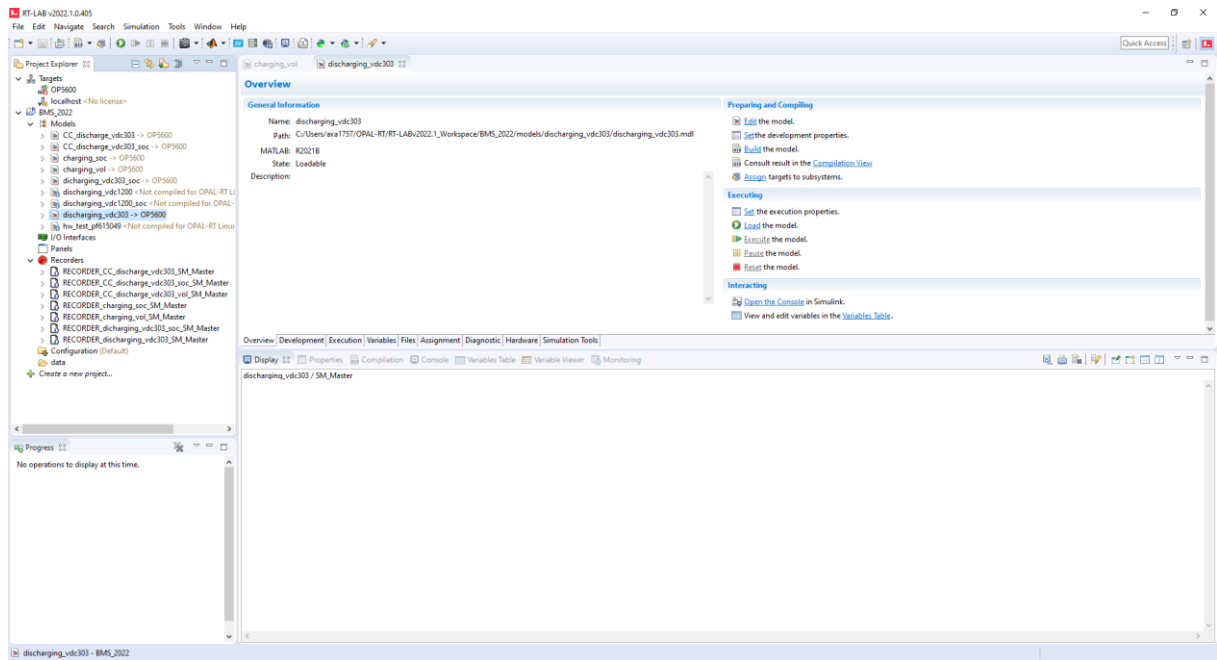 RT-LAB v2022.1.0.405
File Edit Navigate Search Simulation Tools Window Help
Quick Access
Project Explorer
Targets
OP5600
localhost <No license>
BMS_2022
Models
CC_discharge_vdc303 -> OP5600
CC_discharge_vdc303_soc -> OP5600
charging_soc -> OP5600
charging_vol -> OP5600
dicharging_vdc303_soc -> OP5600
discharging_vdc1200 <Not compiled for OPAL-RT Li
discharging_vdc1200_soc <Not compiled for OPAL-
discharging_vdc303 -> OP5600
hw_test_pf615049 <Not compiled for OPAL-RT Linu
I/O Interfaces
Panels
Recorders
RECORDER_CC_discharge_vdc303_SM_Master
RECORDER_CC_discharge_vdc303_soc_SM_Master
RECORDER_CC_discharge_vdc303_vol_SM_Master
RECORDER_charging_soc_SM_Master
RECORDER_charging_vol_SM_Master
RECORDER_dicharging_vdc303_soc_SM_Master
RECORDER_discharging_vdc303_SM_Master
Configuration (Default)
data
Create a new project...
Progress
No operations to display at this time.
charging_vol discharging_vdc303
Overview
General Information
Name: discharging_vdc303
Path: C:/Users/axa1757/OPAL-RT/RT-LABv2022.1_Workspace/BMS_2022/models/discharging_vdc303/discharging_vdc303.mdl
MATLAB: R2021B
State: Loadable
Description:
Preparing and Compiling
Edit the model.
Setthe development properties.
Build the model.
Consult result in the Compilation View
Assign targets to subsystems.
Executing
Set the execution properties.
Load the model.
Execute the model.
Pause the model.
Reset the model.
Interacting
Open the Console in Simulink.
View and edit variables in the Variables Table.
Overview Development Execution Variables Files Assignment Diagnostic Hardware Simulation Tools
Display Properties Compilation Console Variables Table Variable Viewer Monitoring
discharging_vdc303 / SM_Master
discharging_vdc303 - BMS_2022